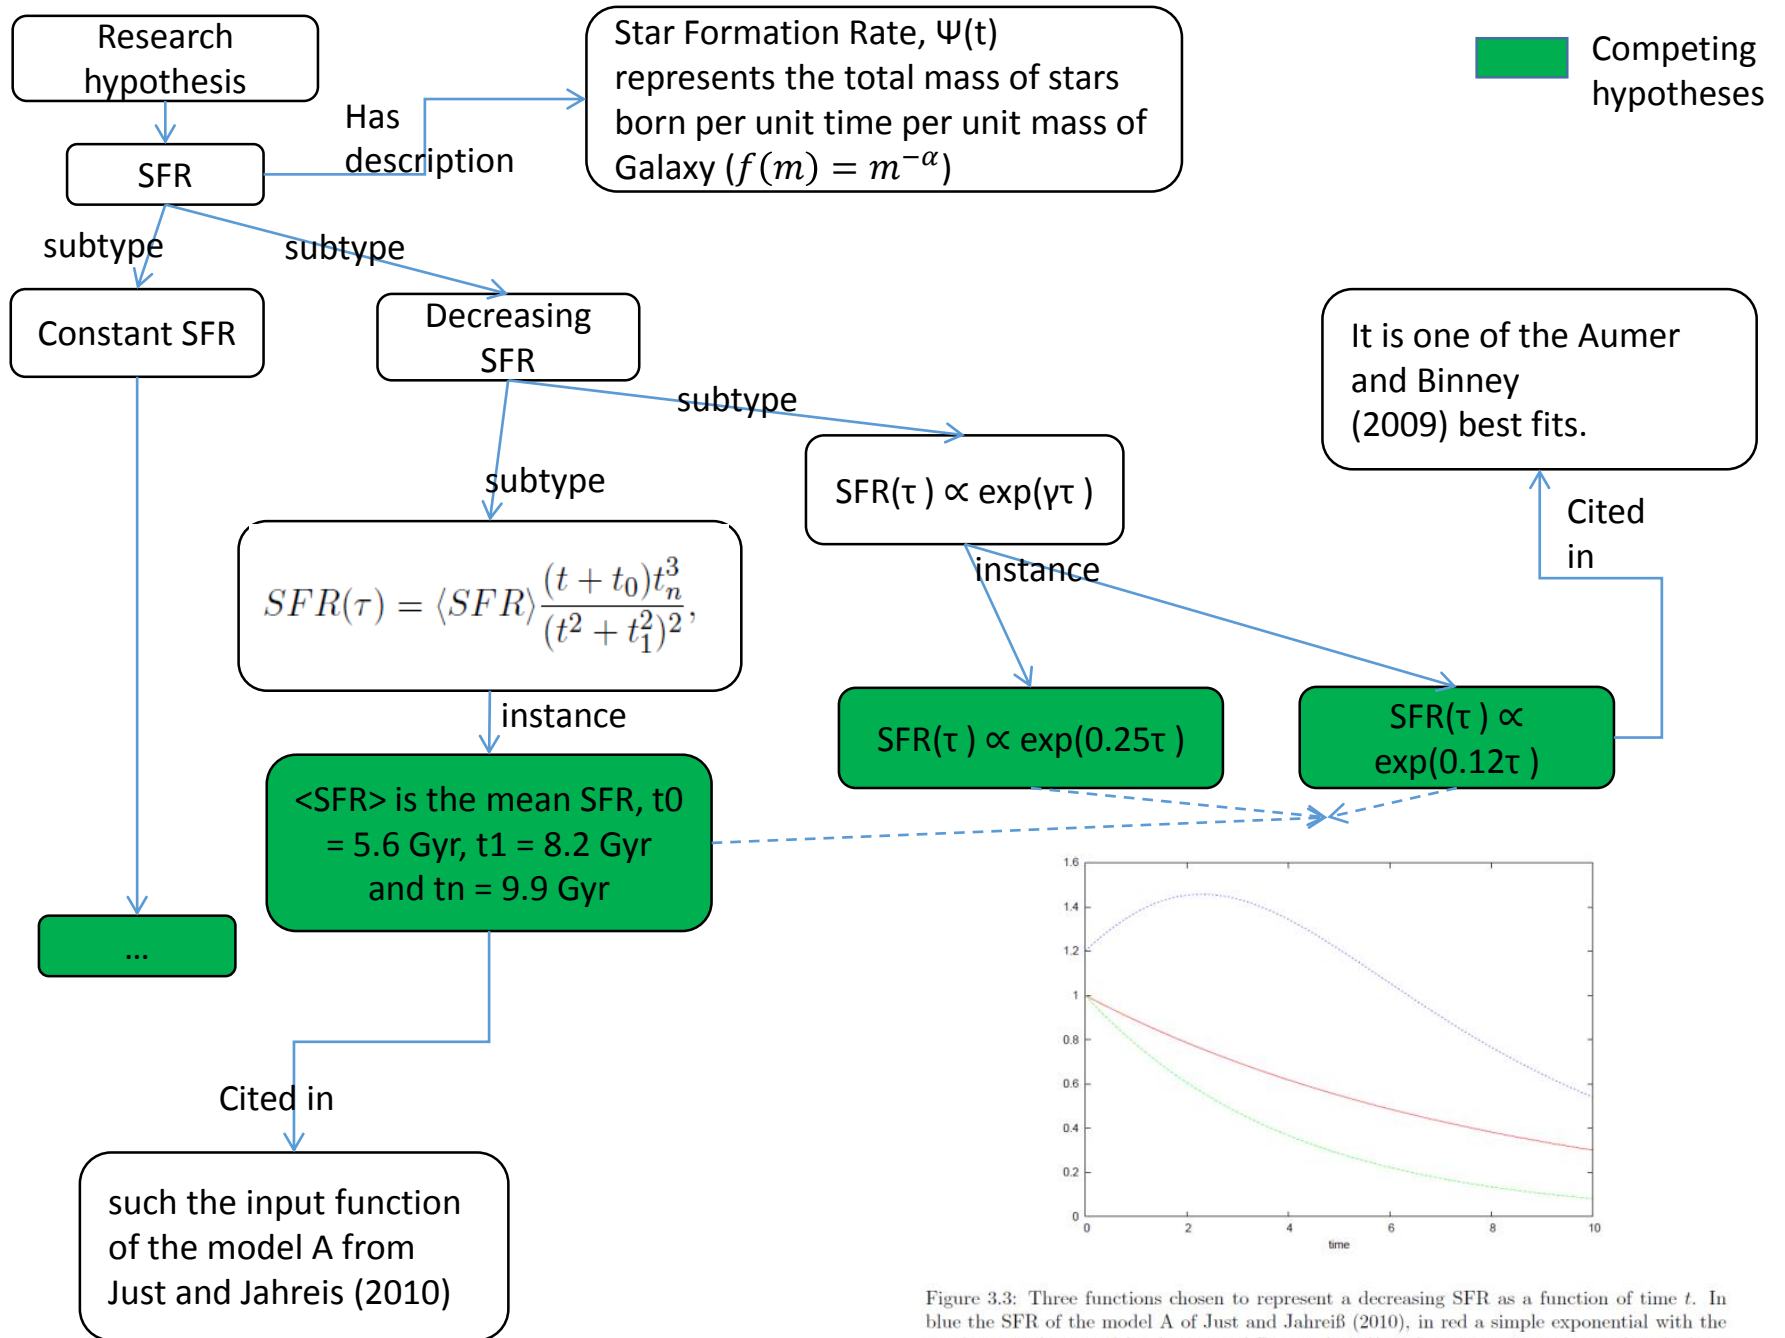 Research
hypothesis
Star Formation Rate, Ψ(t)
represents the total mass of stars
born per unit time per unit mass of
Galaxy (f(m) = m^{-α})
Competing
hypotheses
Has
description
SFR
subtype
subtype
Constant SFR
Decreasing
SFR
It is one of the Aumer
and Binney
(2009) best fits.
subtype
subtype
SFR(τ ) ∝ exp(γτ )
Cited
in
instance
SFR(τ) = ⟨SFR⟩ \frac{(t + t_0)t_n^3}{(t^2 + t_1^2)^2},
instance
SFR(τ ) ∝ exp(0.25τ )
SFR(τ ) ∝
exp(0.12τ )
<SFR> is the mean SFR, t0
= 5.6 Gyr, t1 = 8.2 Gyr
and tn = 9.9 Gyr
...
Cited in
such the input function
of the model A from
Just and Jahreis (2010)
1.6
1.4
1.2
1
0.8
0.6
0.4
0.2
0
0 2 4 6 8 10
time
Figure 3.3: Three functions chosen to represent a decreasing SFR as a function of time t. In
blue the SFR of the model A of Just and Jahreiß (2010), in red a simple exponential with the